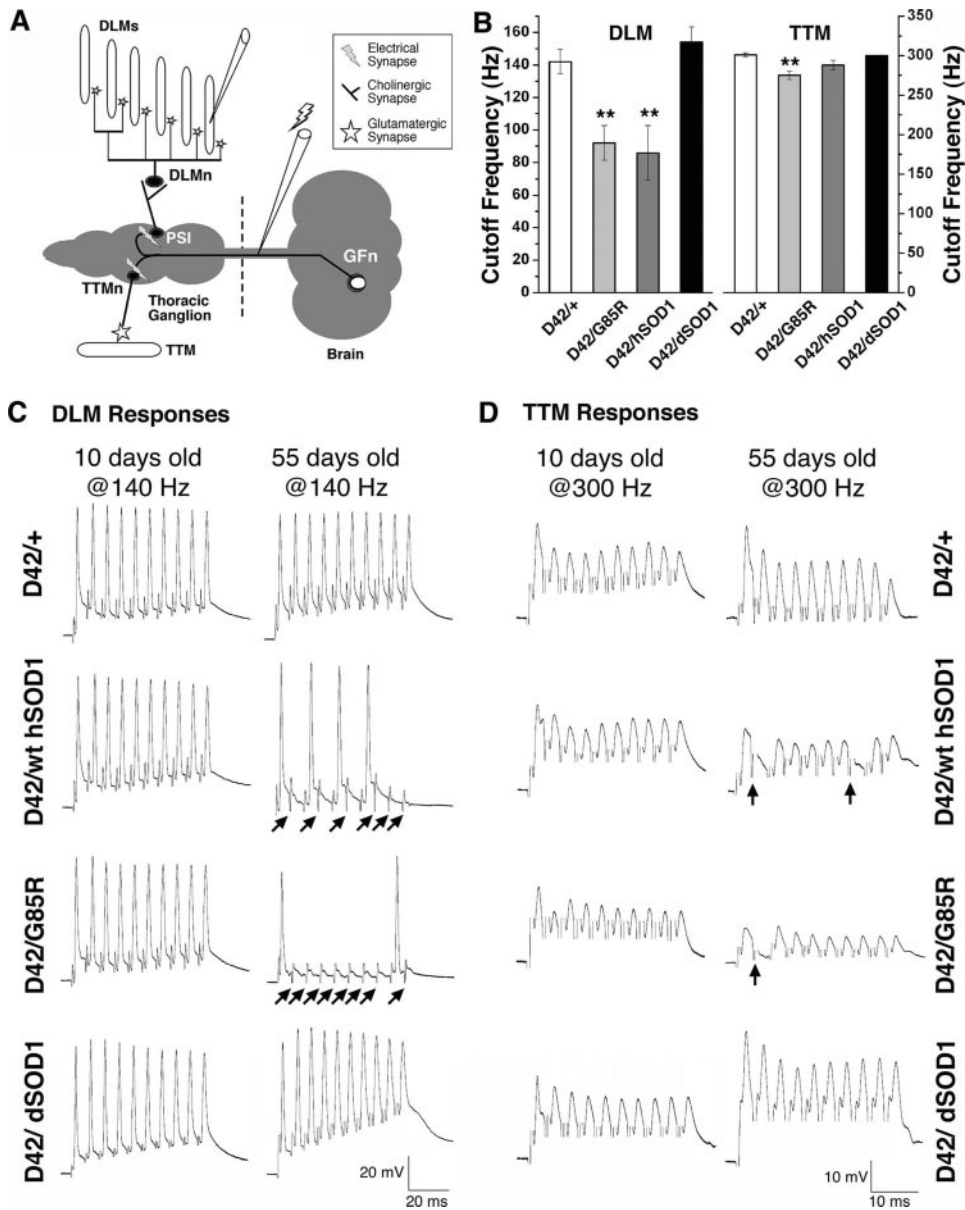 A
DLMs
Electrical
Synapse
Cholinergic
Synapse
Glutamatergic
Synapse
DLMn
PSI
GFn
TTMn
Thoracic
Ganglion
TTM
Brain
B
DLM
TTM
Cutoff Frequency (Hz)
160
140
120
100
80
60
40
20
0
**
**
**
350
300
250
200
150
100
50
0
Cutoff Frequency (Hz)
D42/+
D42/G85R
D42/hSOD1
D42/dSOD1
D42/+
D42/G85R
D42/hSOD1
D42/dSOD1
C DLM Responses
10 days old
@140 Hz
55 days old
@140 Hz
D42/+
D42/wt hSOD1
D42/G85R
D42/ dSOD1
20 mV
20 ms
D TTM Responses
10 days old
@300 Hz
55 days old
@300 Hz
D42/+
D42/wt hSOD1
D42/G85R
D42/ dSOD1
10 mV
10 ms